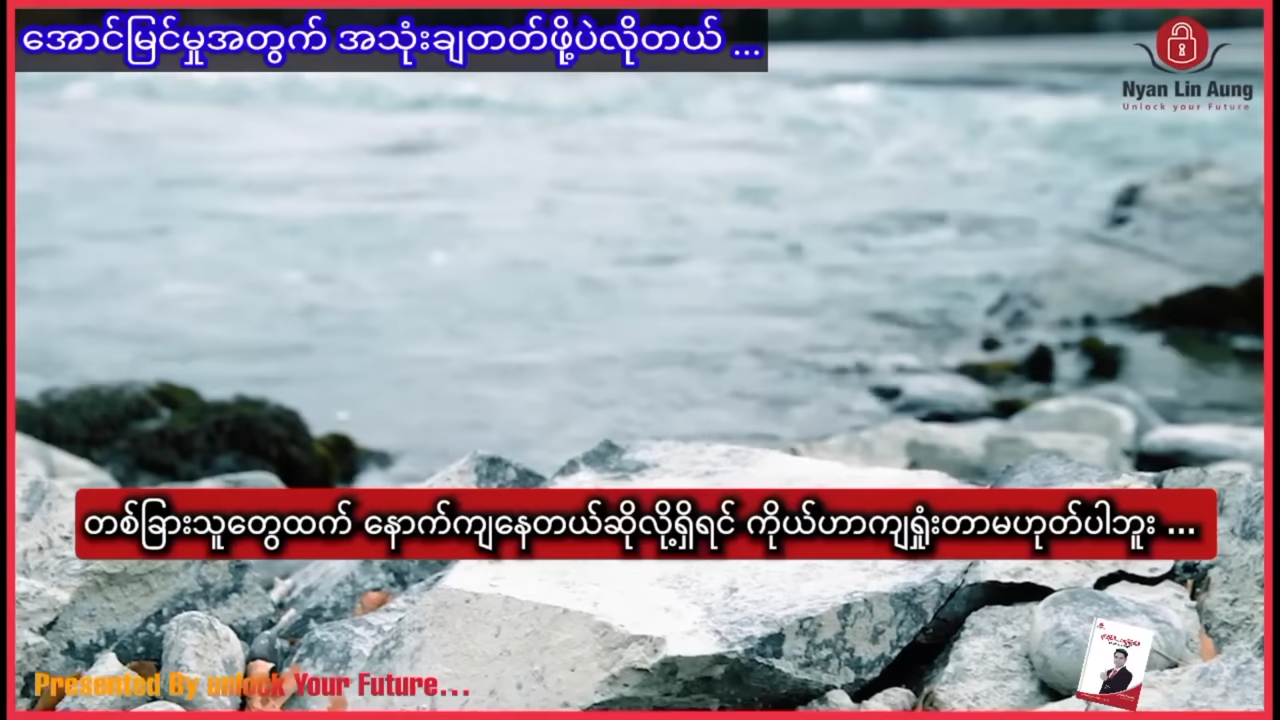 အောင်မြင်မှုအတွက် အသုံးချတတ်ဖို့ပဲလိုတယ် ...
Nyan Lin Aung
Unlock your Future
တစ်ခြားသူတွေထက် နောက်ကျနေတယ်ဆိုလို့ရှိရင် ကိုယ်ဟာကျရှုံးတာမဟုတ်ပါဘူး ...
Presented By unlock Your Future...